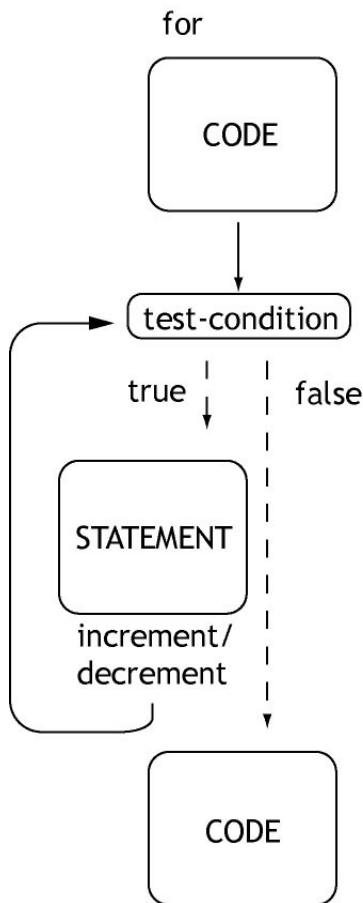 for
CODE
test-condition
true
false
STATEMENT
increment/
decrement
CODE